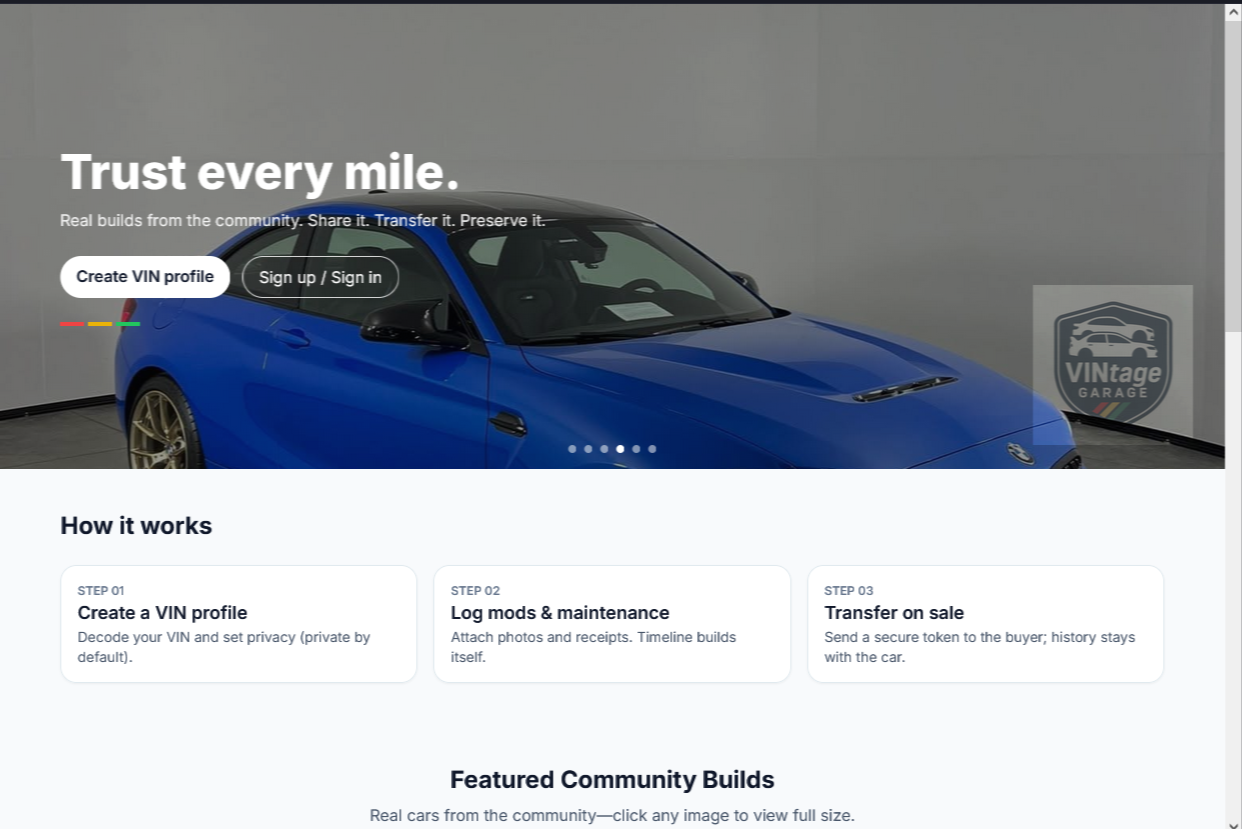 Trust every mile.
Real builds from the community. Share it. Transfer it. Preserve it.
Create VIN profile
Sign up / Sign in
VINtage
GARAGE
How it works
STEP 01
Create a VIN profile
Decode your VIN and set privacy (private by
default).
STEP 02
Log mods & maintenance
Attach photos and receipts. Timeline builds
itself.
STEP 03
Transfer on sale
Send a secure token to the buyer; history stays
with the car.
Featured Community Builds
Real cars from the community—click any image to view full size.